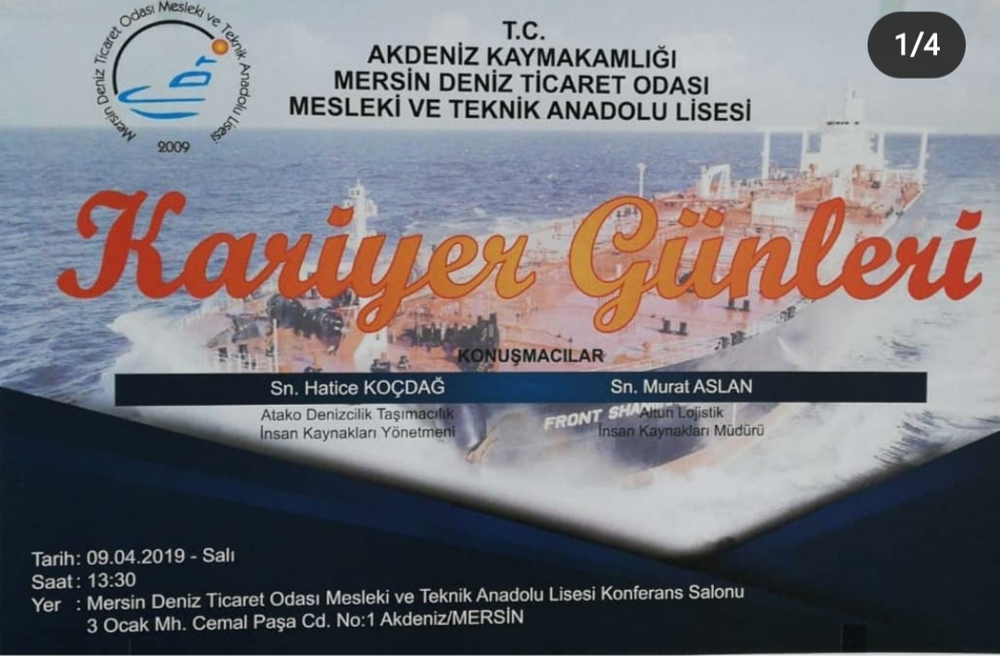 Mersin Deniz Ticaret Odası Mesleki ve Teknik Anadolu Lisesi
2009
1/4
T.C.
AKDENİZ KAYMAKAMLIĞI
MERSİN DENİZ TİCARET ODASI
MESLEKİ VE TEKNİK ANADOLU LİSESİ
Kariyer Günleri
KONUŞMACILAR
Sn. Hatice KOÇDAĞ
Atako Denizcilik Taşımacılık
İnsan Kaynakları Yönetmeni
Sn. Murat ASLAN
Altun Lojistik
İnsan Kaynakları Müdürü
FRONT
Tarih: 09.04.2019 - Salı
Saat: 13:30
Yer : Mersin Deniz Ticaret Odası Mesleki ve Teknik Anadolu Lisesi Konferans Salonu
3 Ocak Mh. Cemal Paşa Cd. No:1 Akdeniz/MERSİN